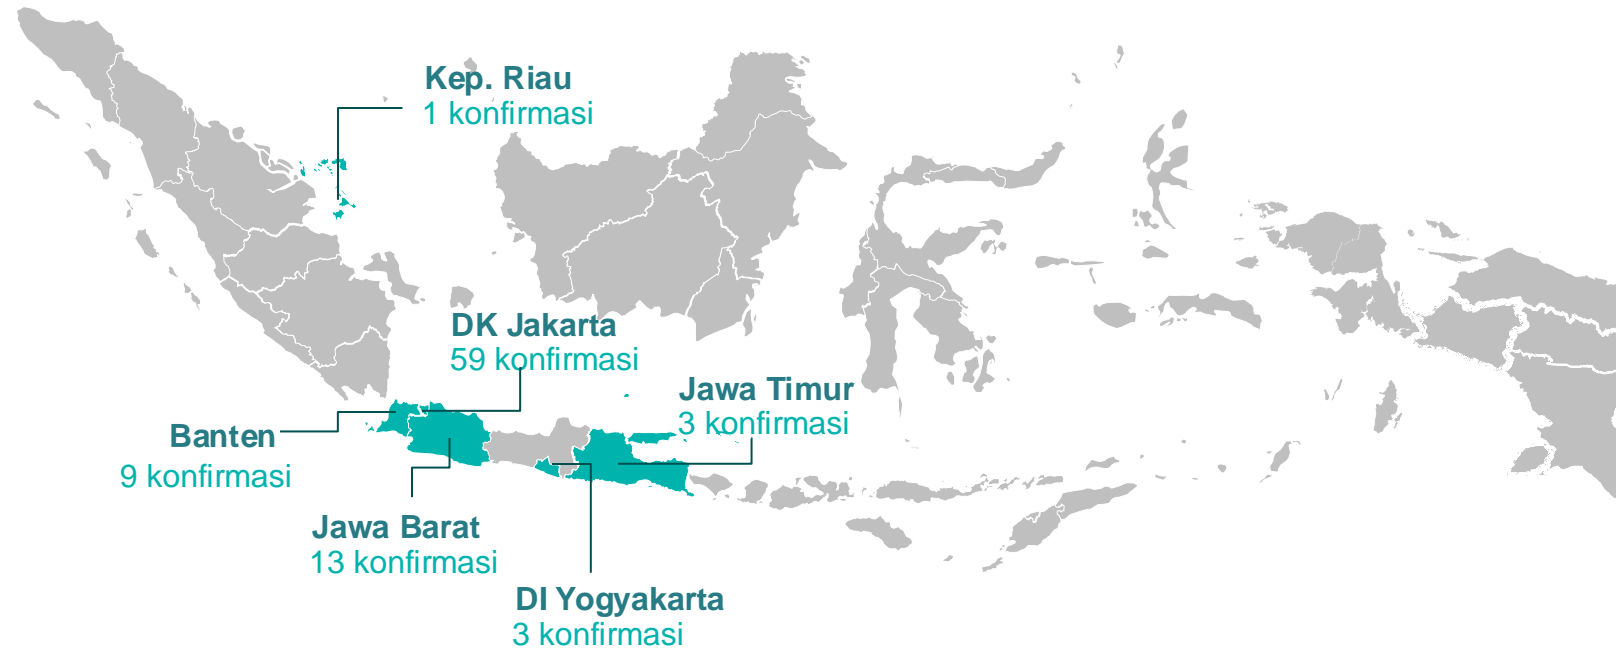 Kep. Riau
1 konfirmasi
DK Jakarta
59 konfirmasi
Jawa Timur
3 konfirmasi
Banten
9 konfirmasi
Jawa Barat
13 konfirmasi
DI Yogyakarta
3 konfirmasi